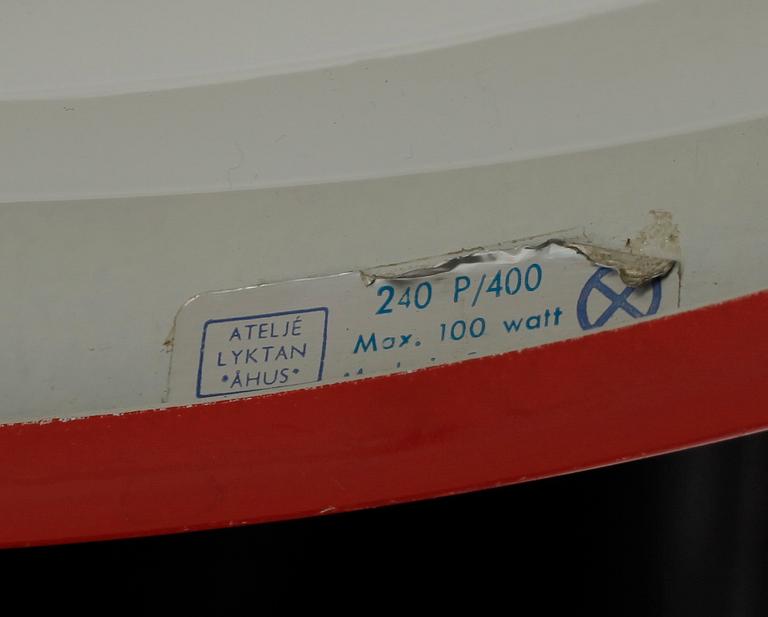 ATELJÉ
LYKTAN
•ÅHUS•
240 P/400
Max. 100 watt